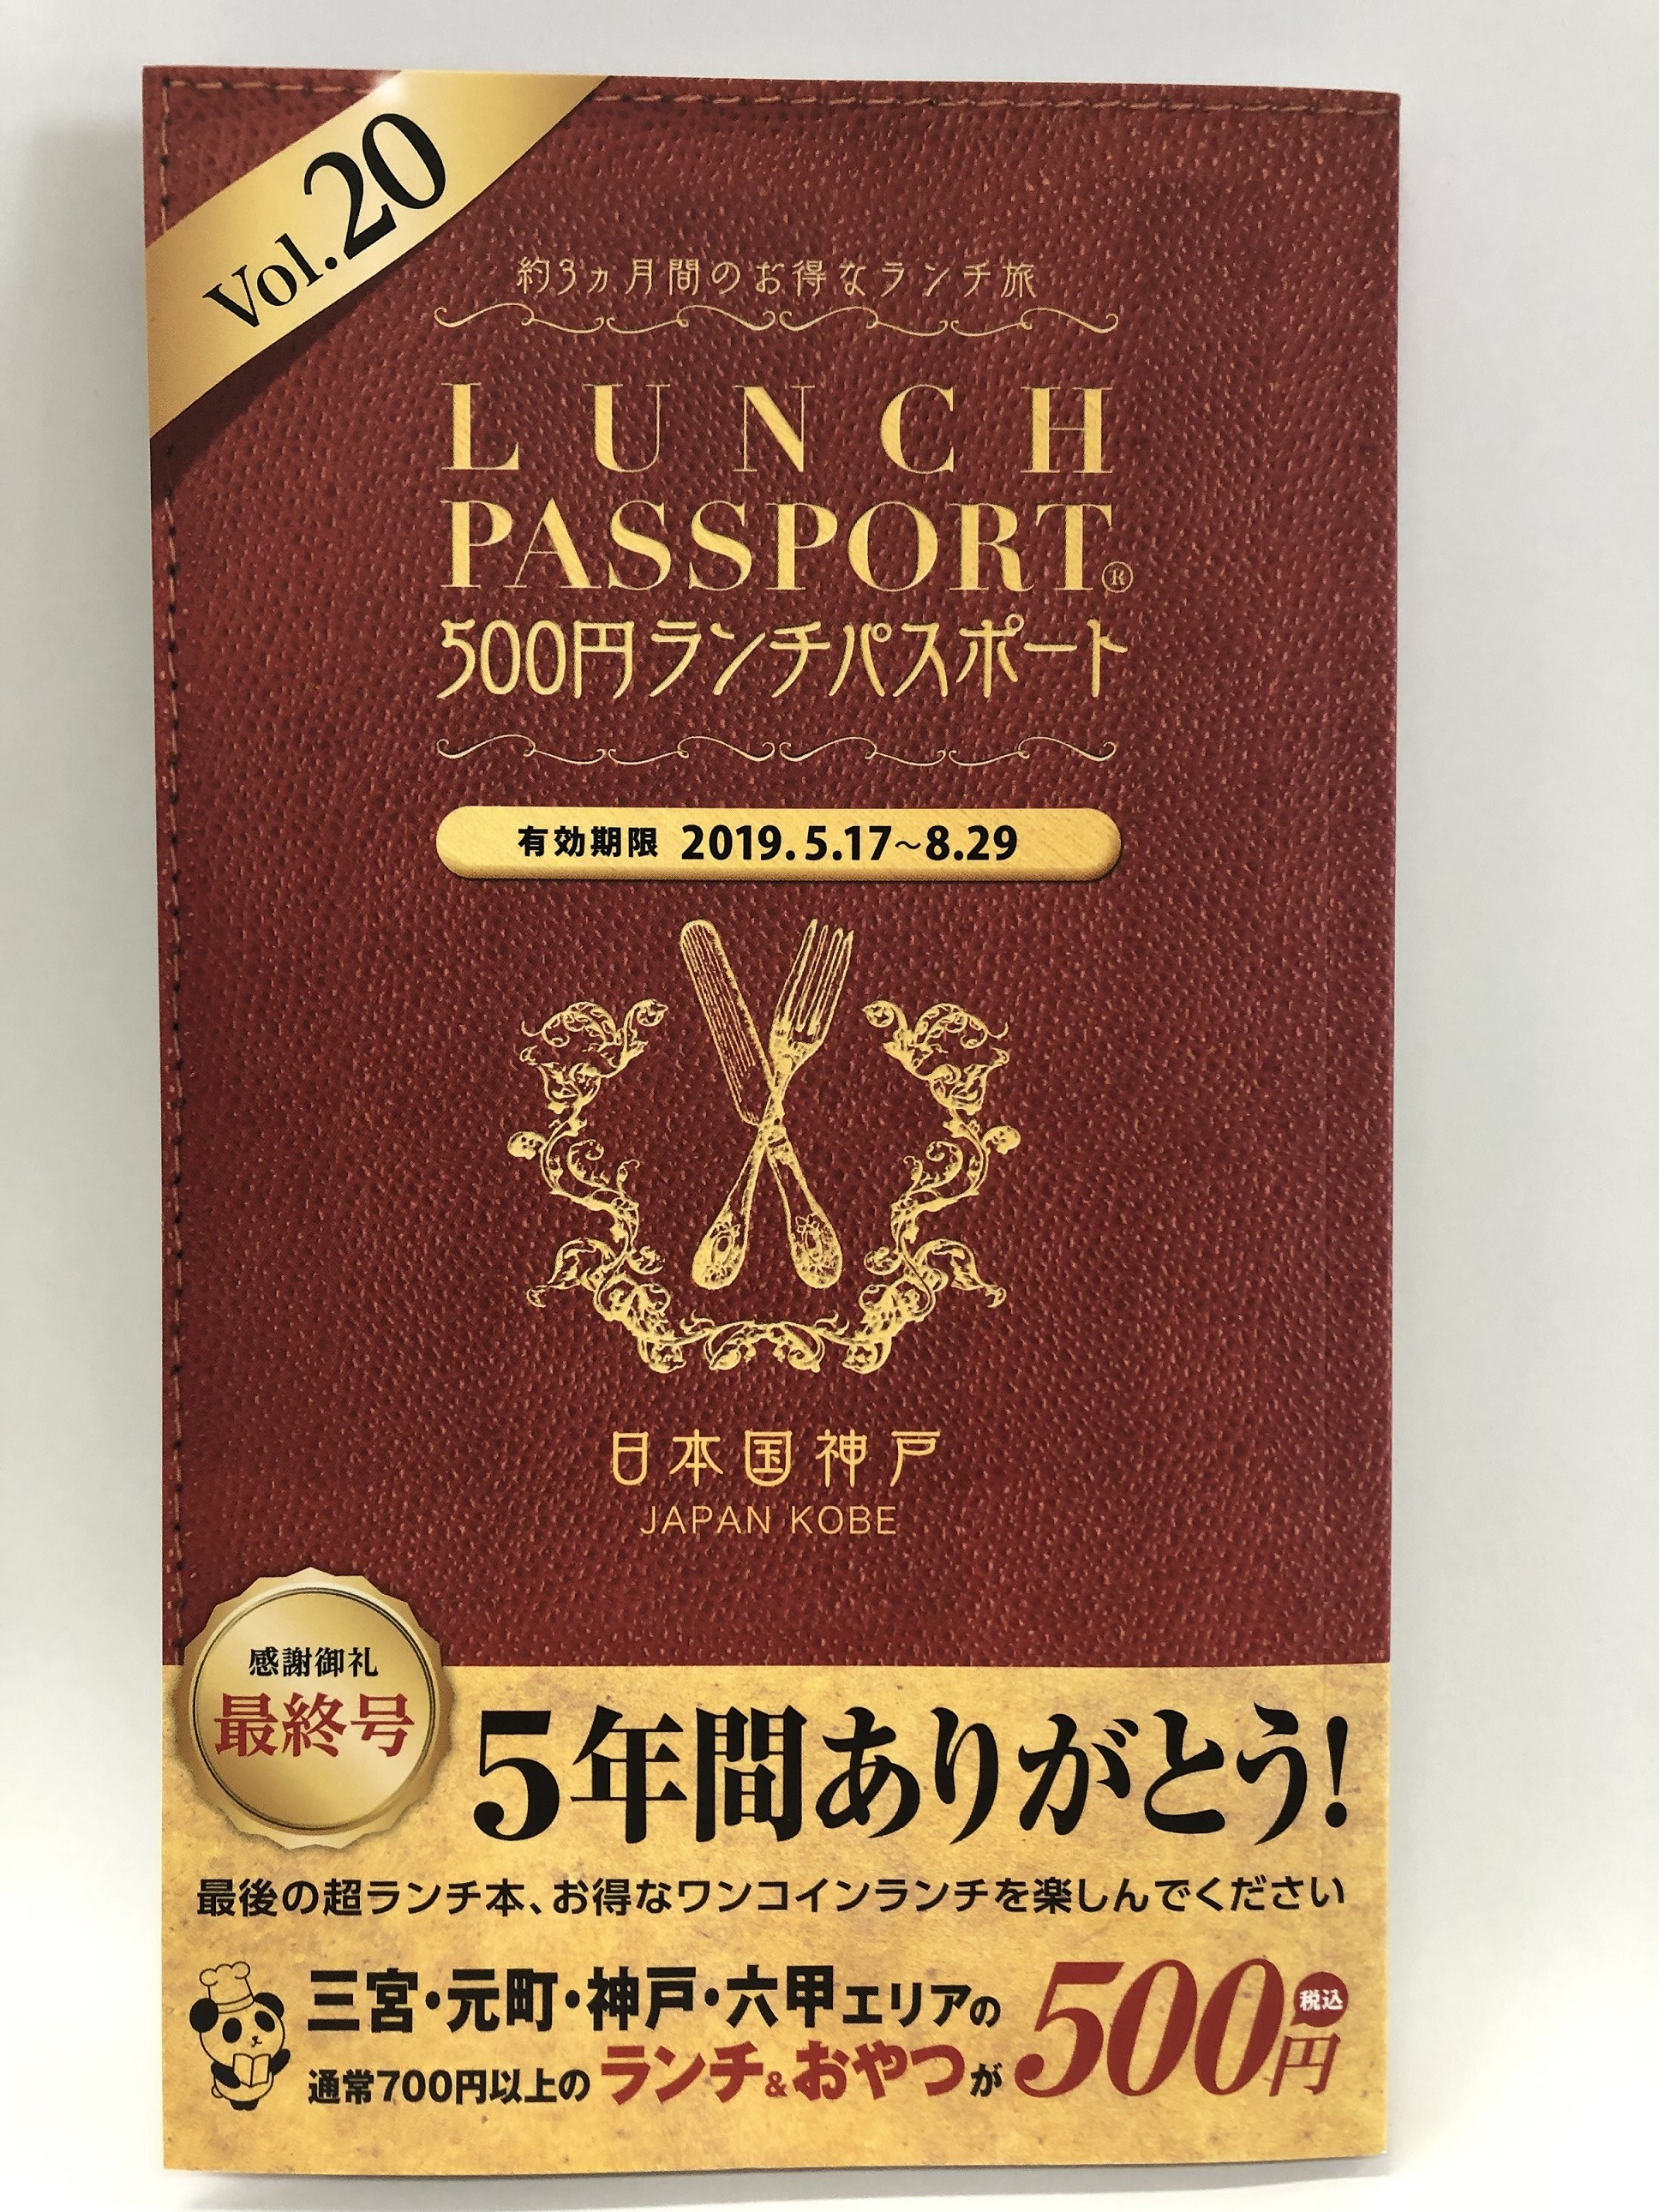 Vol.20
約3ヵ月間のお得なランチ旅
LUNCH
PASSPORT®
500円ランチパスポート
有効期限 2019.5.17～8.29
日本国神戸
JAPAN KOBE
感謝御礼
最終号
5年間ありがとう!
最後の超ランチ本、お得なワンコインランチを楽しんでください
三宮・元町・神戸・六甲エリアの
通常700円以上のランチ&おやつが
500円
税込